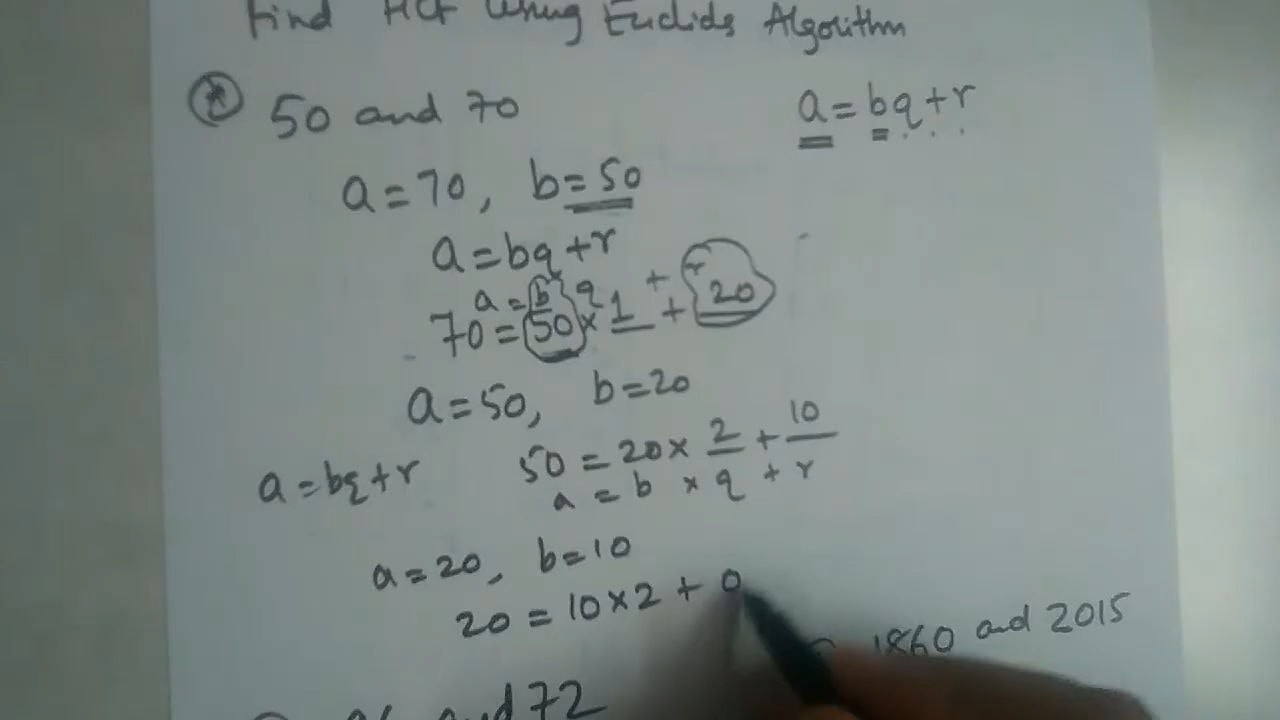 Find HCF Using Euclids Algorithm
50 and 70
a = bq + r
a = 70, b = 50
a = bq + r
a = b q + r
70 = 50 × 1 + 20
a = 50, b = 20
50 = 20 × 2 + 10
a = bq + r
a = b × q + r
a = 20, b = 10
20 = 10 × 2 + 0
1860 and 2015
and 72